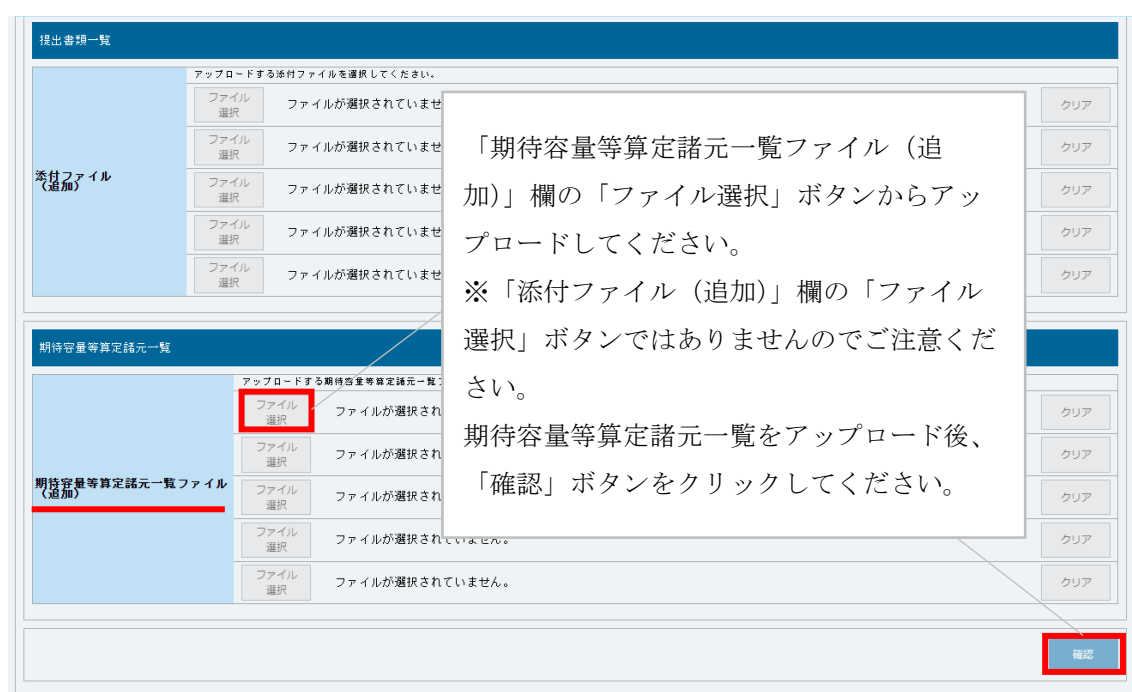 提出書類一覧
アップロードする添付ファイルを選択してください。
添付ファイル
(追加)
ファイル
選択
ファイルが選択されていませ
クリア
ファイル
選択
ファイルが選択されていませ
クリア
ファイル
選択
ファイルが選択されていませ
クリア
ファイル
選択
ファイルが選択されていませ
クリア
ファイル
選択
ファイルが選択されていませ
クリア
「期待容量等算定諸元一覧ファイル(追
加)」欄の「ファイル選択」ボタンからアッ
プロードしてください。
※「添付ファイル(追加)」欄の「ファイル
選択」ボタンではありませんのでご注意くだ
さい。
期待容量等算定諸元一覧をアップロード後、
「確認」ボタンをクリックしてください。
期待容量等算定諸元一覧
アップロードする期待容量等算定諸元一覧
期待容量等算定諸元一覧ファイル
(追加)
ファイル
選択
ファイルが選択され
クリア
ファイル
選択
ファイルが選択され
クリア
ファイル
選択
ファイルが選択され
クリア
ファイル
選択
ファイルが選択されていません。
クリア
ファイル
選択
ファイルが選択されていません。
クリア
確認